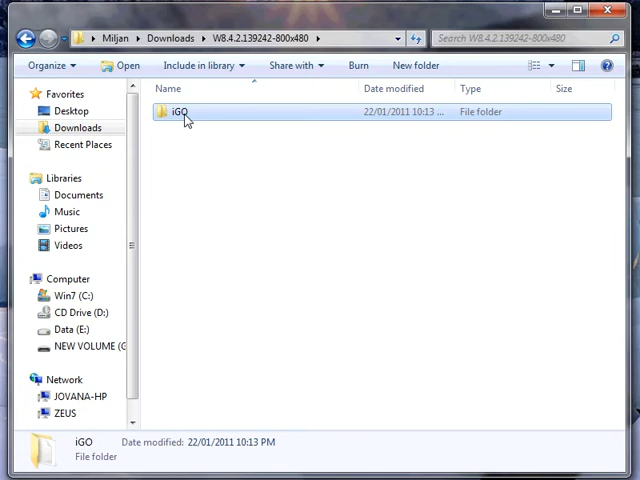 Miljan ▸ Downloads ▸ W8.4.2.139242-800x480 ▸
Search W8.4.2.139242-800x480
Organize Open Include in library Share with Burn New folder
Name Date modified Type Size
iGO 22/01/2011 10:13 ... File folder
Favorites
Desktop
Downloads
Recent Places
Libraries
Documents
Music
Pictures
Videos
Computer
Win7 (C:)
CD Drive (D:)
Data (E:)
NEW VOLUME (G
Network
JOVANA-HP
ZEUS
iGO Date modified: 22/01/2011 10:13 PM
File folder